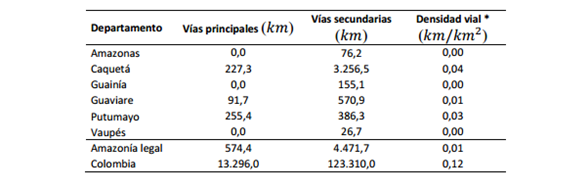 Departamento Vías principales (km) Vías secundarias (km) Densidad vial * (km/km²)
Amazonas 0,0 76,2 0,00
Caquetá 227,3 3.256,5 0,04
Guainía 0,0 155,1 0,00
Guaviare 91,7 570,9 0,01
Putumayo 255,4 386,3 0,03
Vaupés 0,0 26,7 0,00
Amazonía legal 574,4 4.471,7 0,01
Colombia 13.296,0 123.310,0 0,12